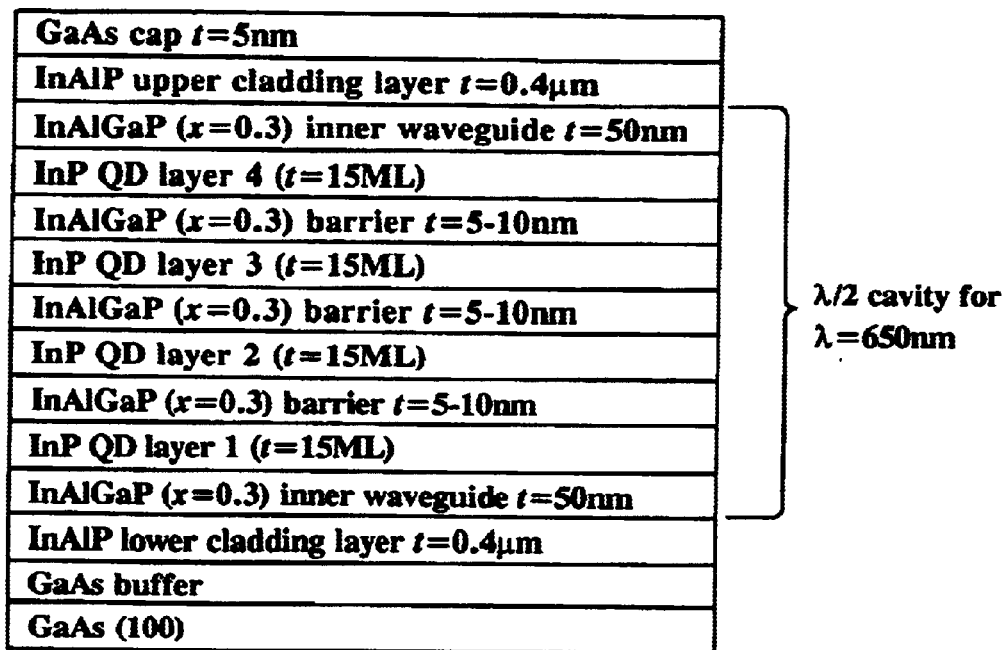 GaAs cap t=5nm
InAlP upper cladding layer t=0.4μm
InAlGaP (x=0.3) inner waveguide t=50nm
InP QD layer 4 (t=15ML)
InAlGaP (x=0.3) barrier t=5-10nm
InP QD layer 3 (t=15ML)
InAlGaP (x=0.3) barrier t=5-10nm
InP QD layer 2 (t=15ML)
InAlGaP (x=0.3) barrier t=5-10nm
InP QD layer 1 (t=15ML)
InAlGaP (x=0.3) inner waveguide t=50nm
InAlP lower cladding layer t=0.4μm
GaAs buffer
GaAs (100)
λ/2 cavity for
λ=650nm